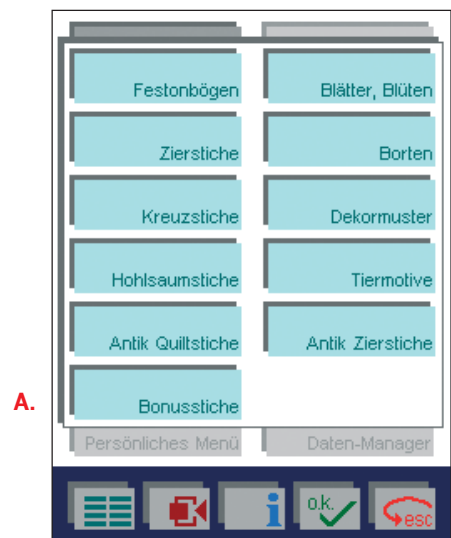 Festonbögen Blätter, Blüten
Zierstiche Borten
Kreuzstiche Dekormuster
Hohlsaumstiche Tiermotive
Antik Quiltstiche Antik Zierstiche
A. Bonusstiche
Persönliches Menü Daten-Manager
i o.k. esc